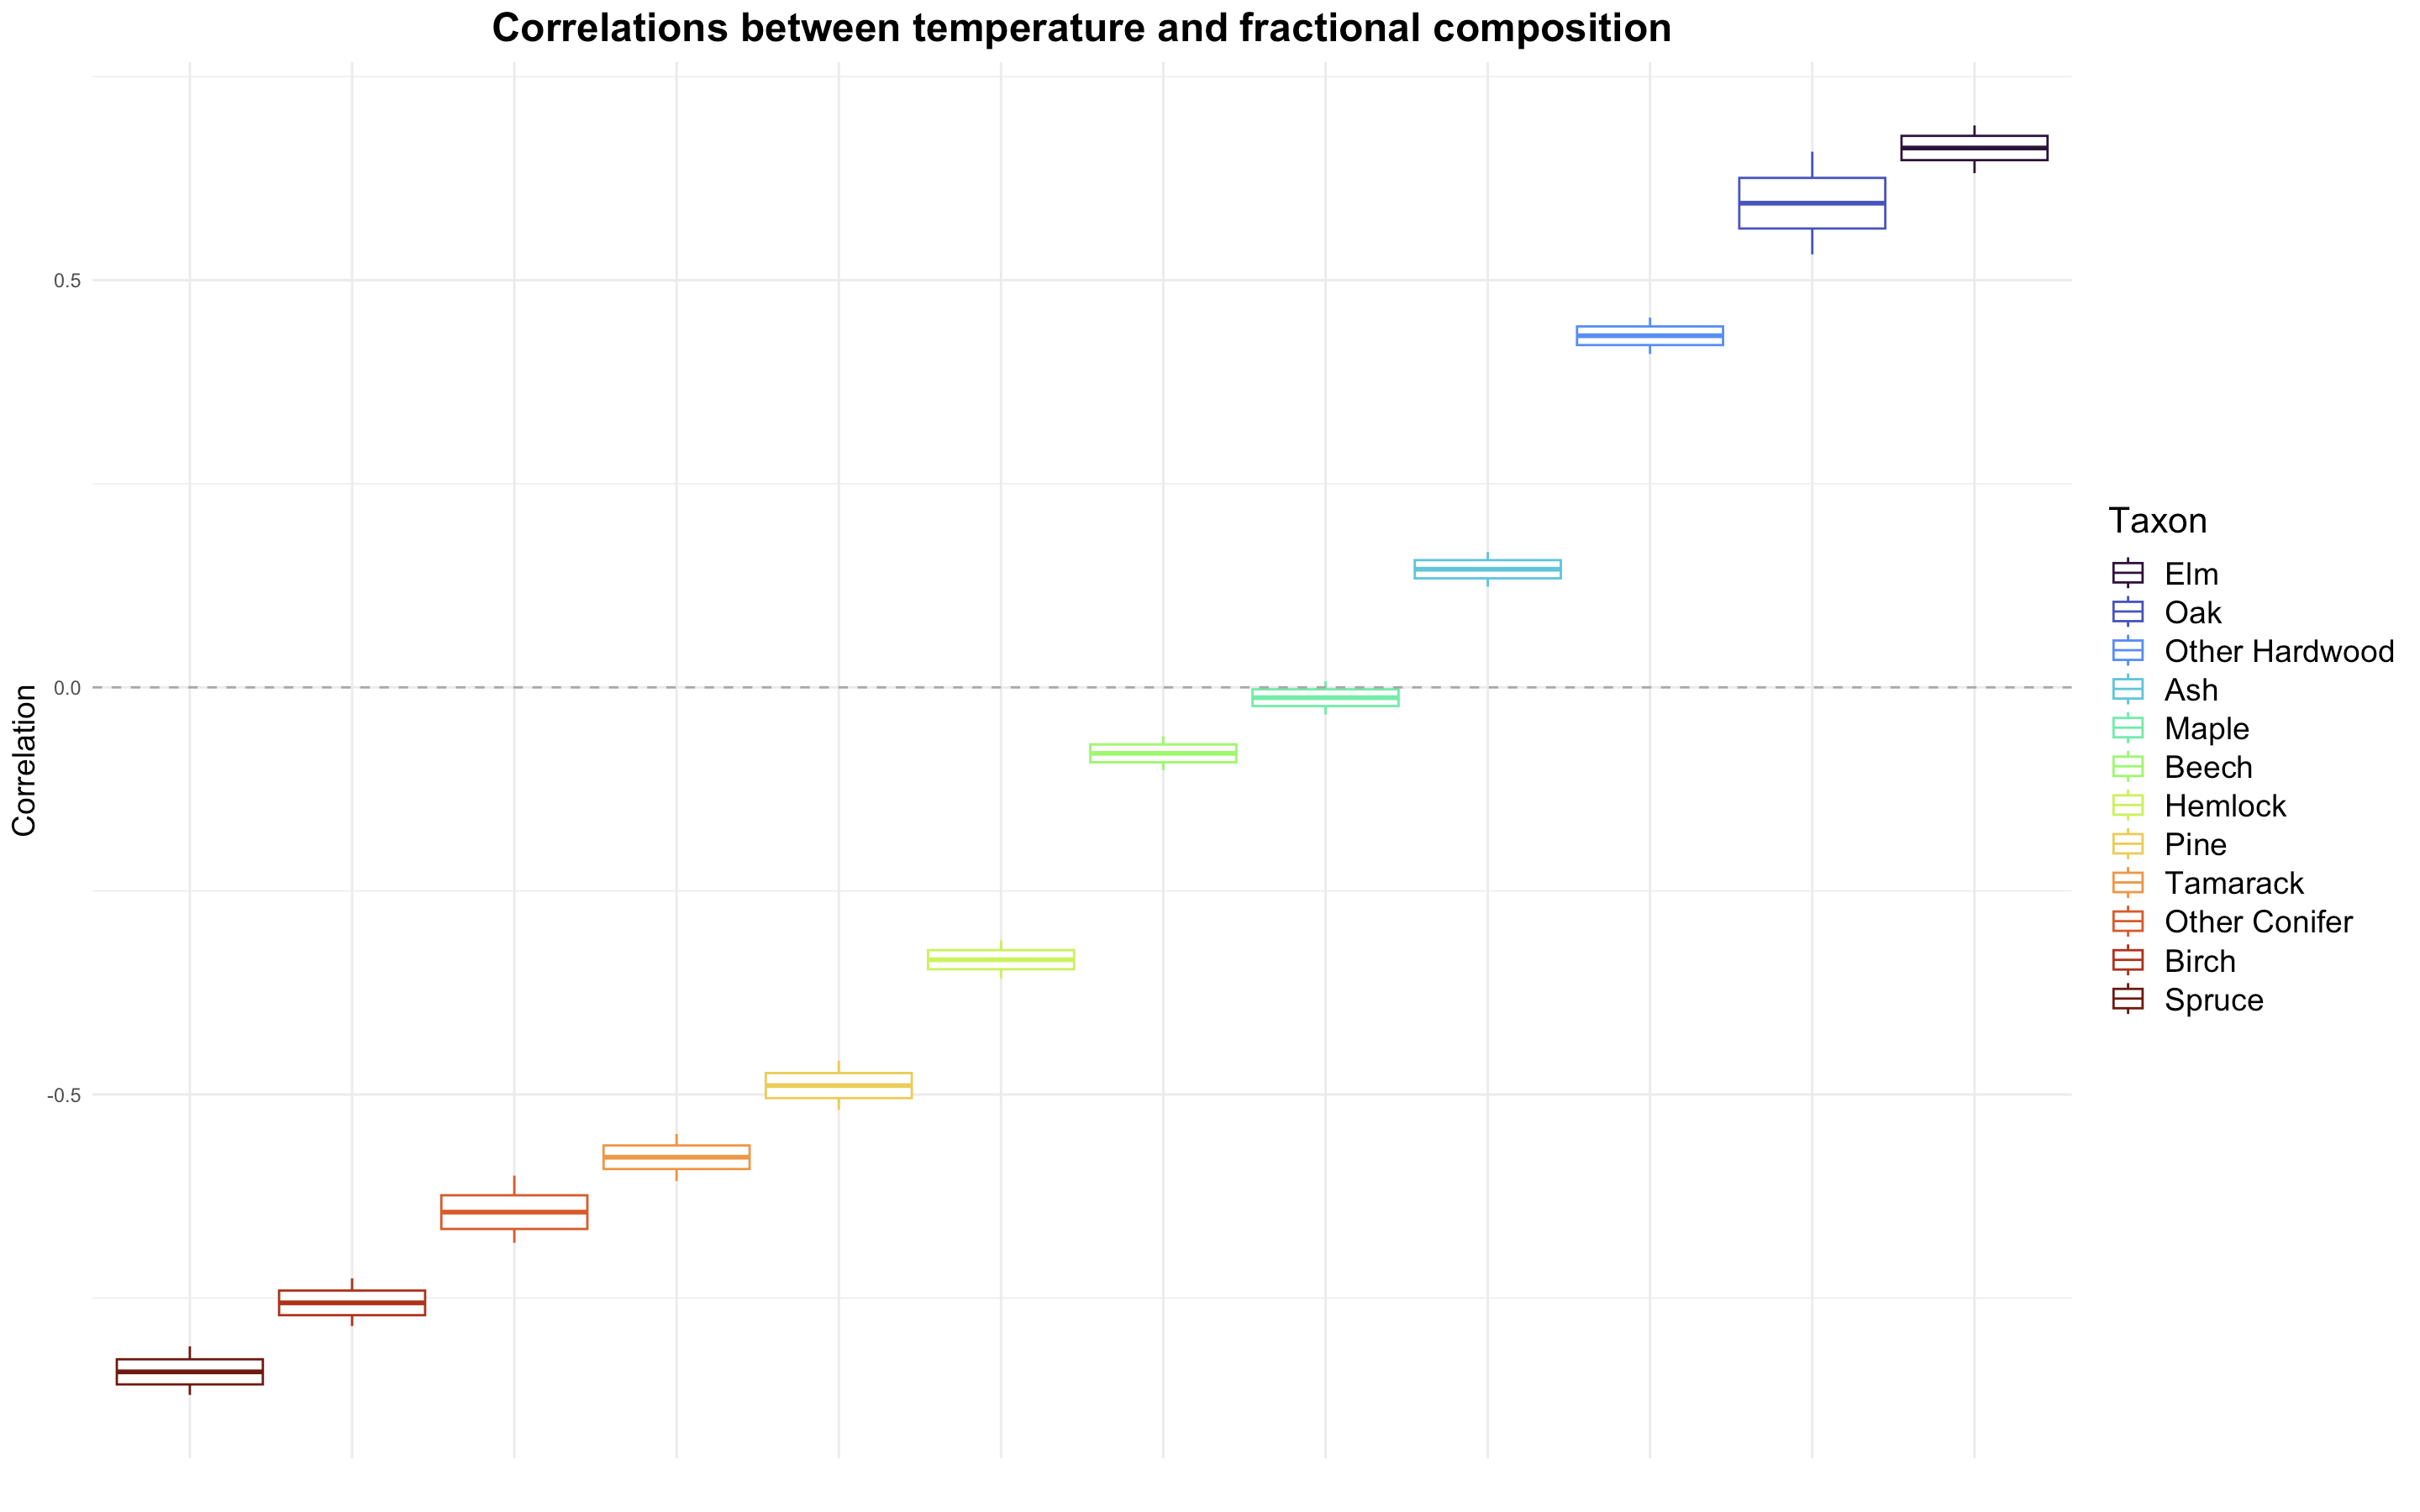 Correlations between temperature and fractional composition
Correlation
0.5
0.0
-0.5
Taxon
Elm
Oak
Other Hardwood
Ash
Maple
Beech
Hemlock
Pine
Tamarack
Other Conifer
Birch
Spruce